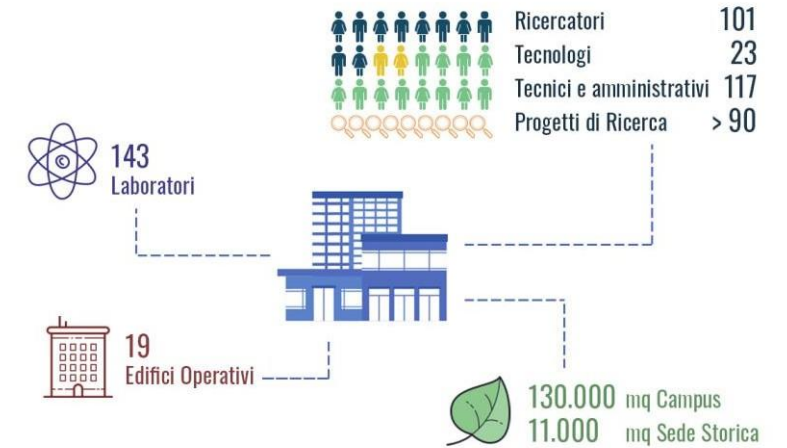 Ricercatori 101
Tecnologi 23
Tecnici e amministrativi 117
Progetti di Ricerca > 90
143
Laboratori
19
Edifici Operativi
130.000 mq Campus
11.000 mq Sede Storica